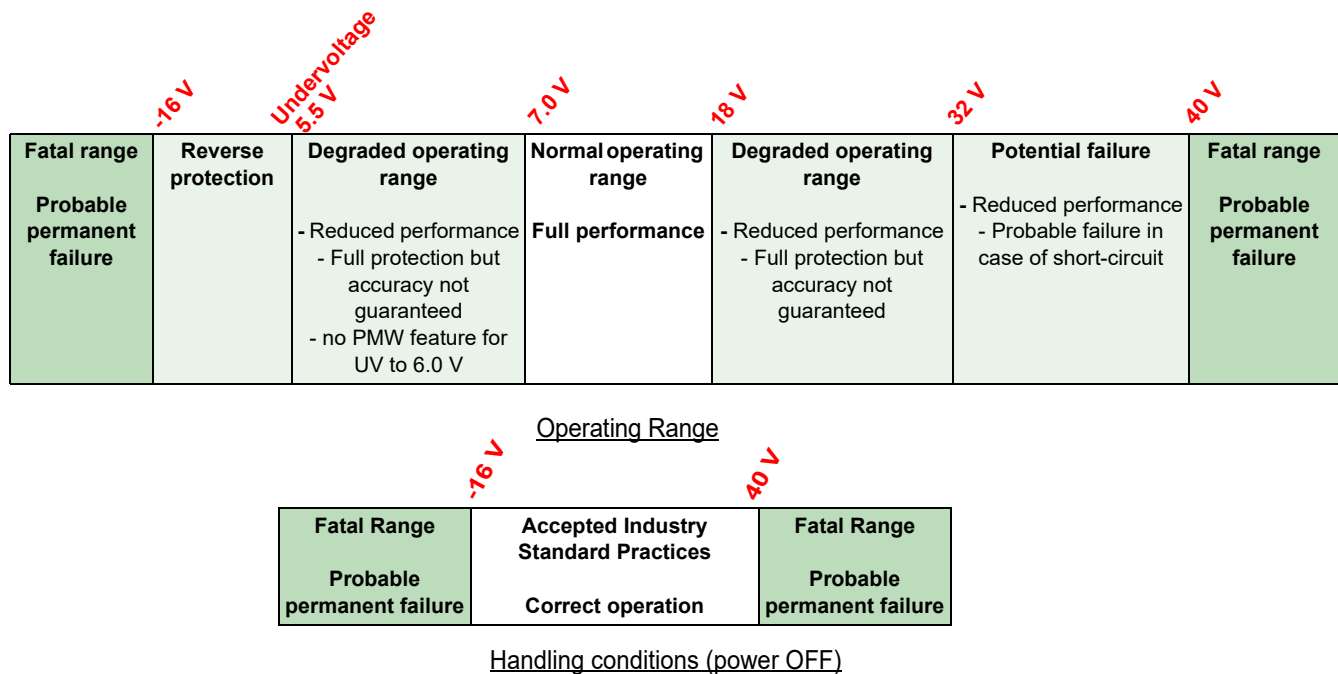 -16 V
Undervoltage
5.5 V
7.0 V
18 V
32 V
40 V
Fatal range
Probable
permanent
failure
Reverse
protection
Degraded operating
range
- Reduced performance
- Full protection but
accuracy not
guaranteed
- no PMW feature for
UV to 6.0 V
Normal operating
range
Full performance
Degraded operating
range
- Reduced performance
- Full protection but
accuracy not
guaranteed
Potential failure
- Reduced performance
- Probable failure in
case of short-circuit
Fatal range
Probable
permanent
failure
Operating Range
-16 V
40 V
Fatal Range
Probable
permanent failure
Accepted Industry
Standard Practices
Correct operation
Fatal Range
Probable
permanent failure
Handling conditions (power OFF)